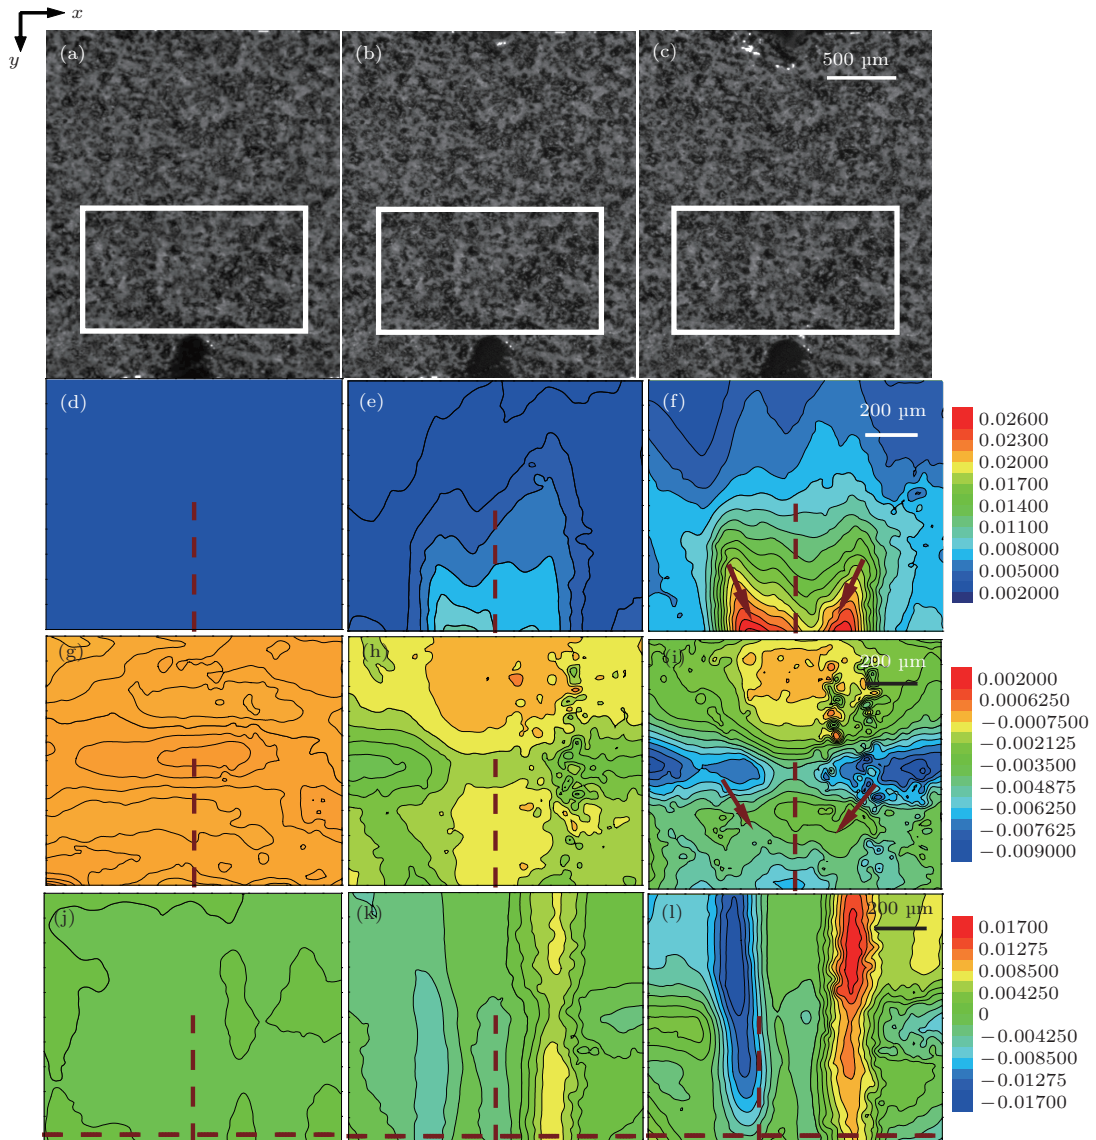 x
y
(a)
(b)
(c)
500 µm
(d)
(e)
(f)
200 µm
0.02600
0.02300
0.02000
0.01700
0.01400
0.01100
0.008000
0.005000
0.002000
(g)
(h)
(i)
200 µm
0.002000
0.0006250
−0.0007500
−0.002125
−0.003500
−0.004875
−0.006250
−0.007625
−0.009000
(j)
(k)
(l)
200 µm
0.01700
0.01275
0.008500
0.004250
0
−0.004250
−0.008500
−0.01275
−0.01700